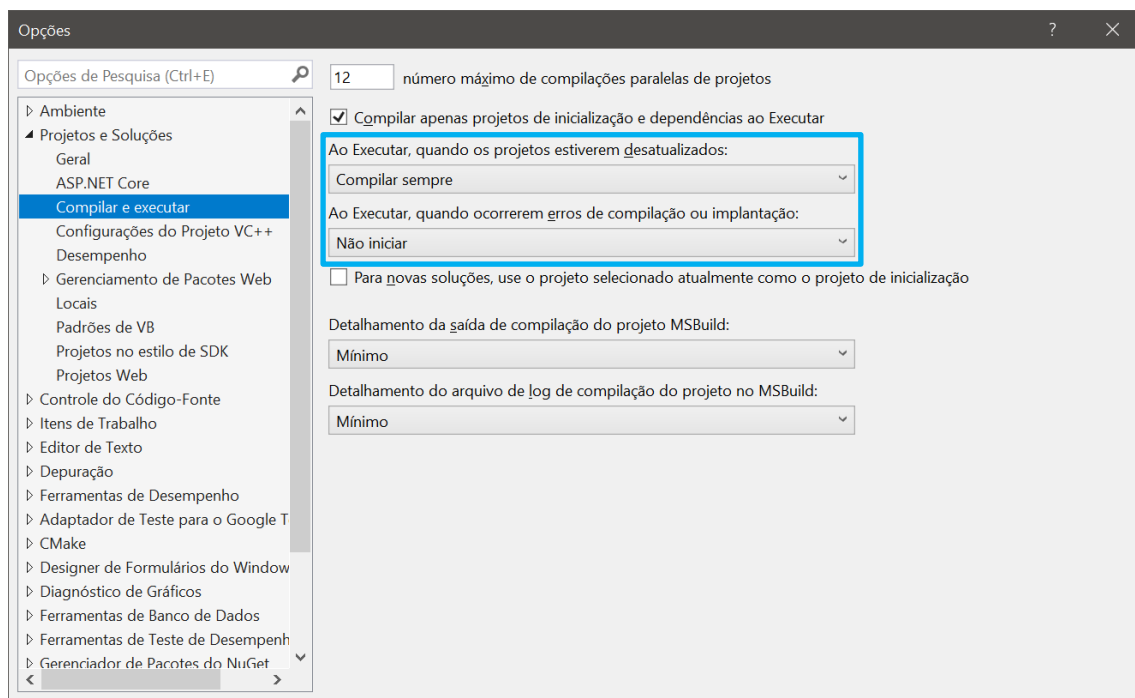 Opções
?
Opções de Pesquisa (Ctrl+E)
Ambiente
Projetos e Soluções
Geral
ASP.NET Core
Compilar e executar
Configurações do Projeto VC++
Desempenho
Gerenciamento de Pacotes Web
Locais
Padrões de VB
Projetos no estilo de SDK
Projetos Web
Controle do Código-Fonte
Itens de Trabalho
Editor de Texto
Depuração
Ferramentas de Desempenho
Adaptador de Teste para o Google T
CMake
Designer de Formulários do Window
Diagnóstico de Gráficos
Ferramentas de Banco de Dados
Ferramentas de Teste de Desempenh
Gerenciador de Pacotes do NuGet
12 número máximo de compilações paralelas de projetos
Compilar apenas projetos de inicialização e dependências ao Executar
Ao Executar, quando os projetos estiverem desatualizados:
Compilar sempre
Ao Executar, quando ocorrerem erros de compilação ou implantação:
Não iniciar
Para novas soluções, use o projeto selecionado atualmente como o projeto de inicialização
Detalhamento da saída de compilação do projeto MSBuild:
Mínimo
Detalhamento do arquivo de log de compilação do projeto no MSBuild:
Mínimo